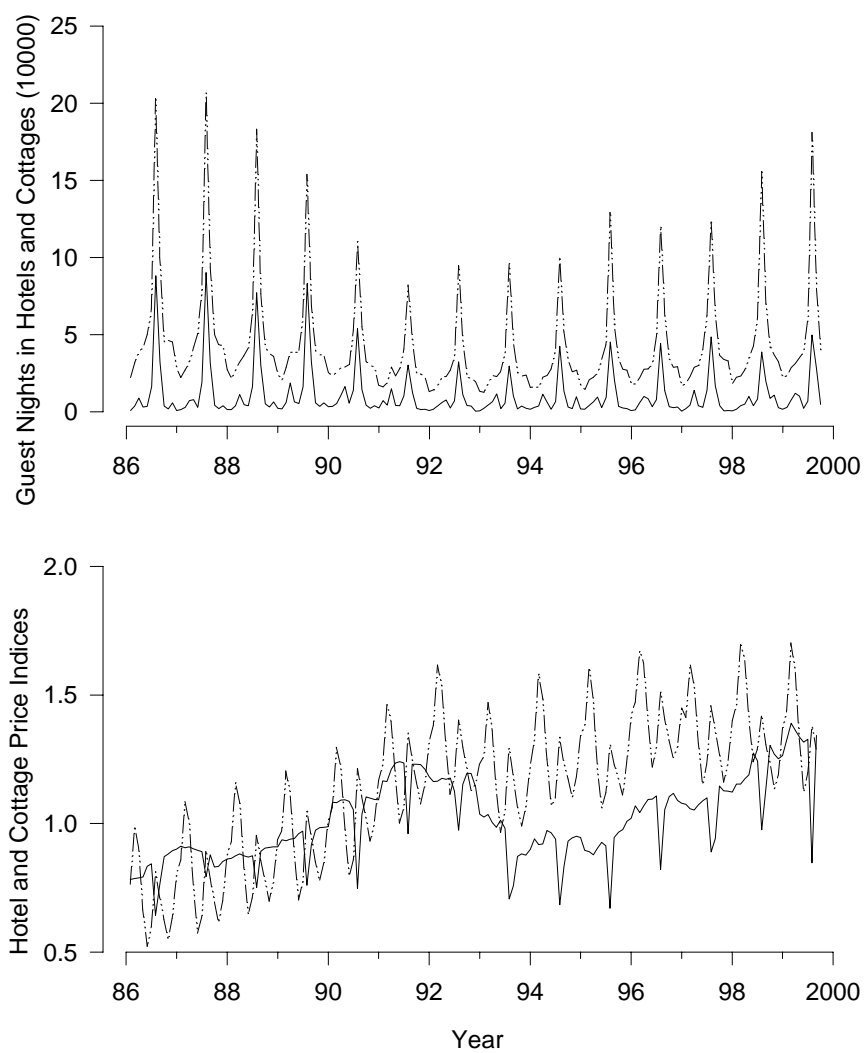 Guest Nights in Hotels and Cottages (10000)
25
20
15
10
5
0
86 88 90 92 94 96 98 2000
Hotel and Cottage Price Indices
2.0
1.5
1.0
0.5
86 88 90 92 94 96 98 2000
Year